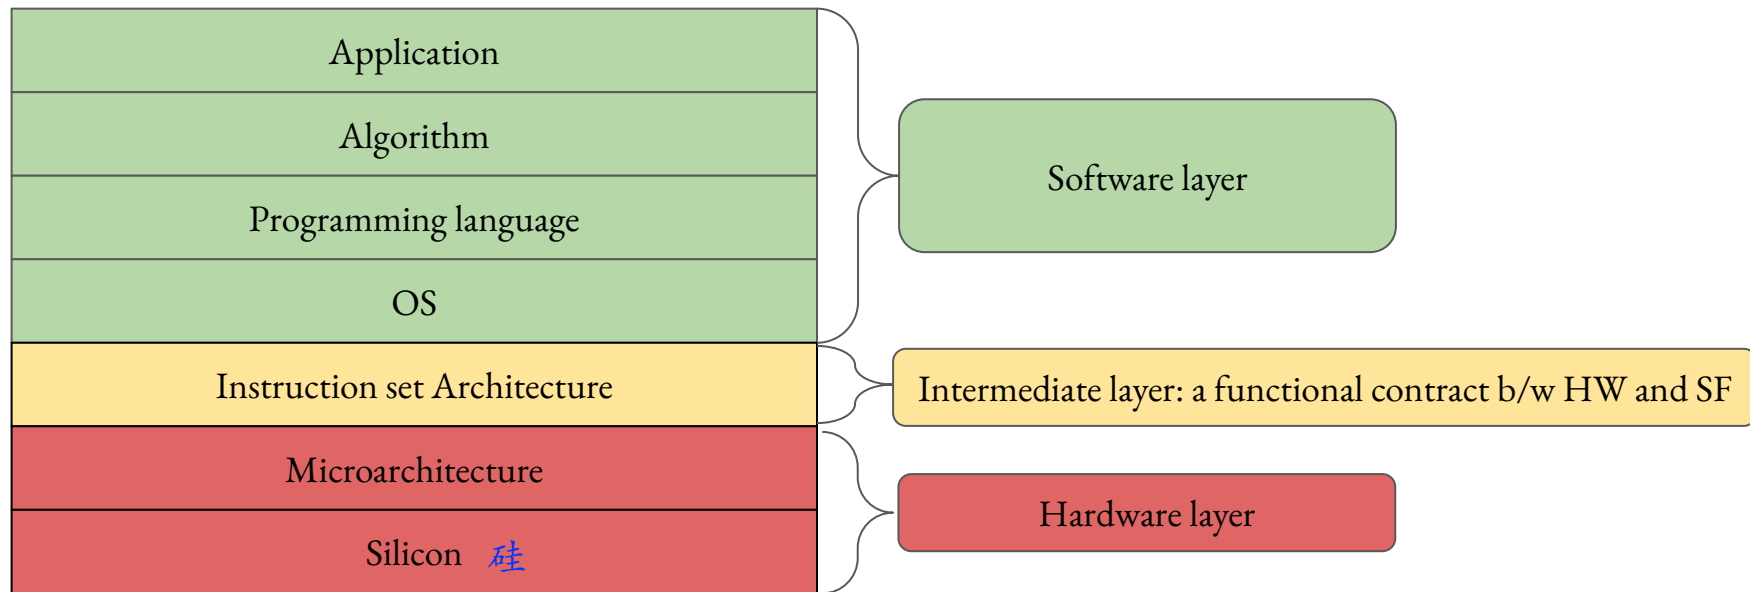 Application
Algorithm
Programming language
OS
Instruction set Architecture
Microarchitecture
Silicon 硅
Software layer
Intermediate layer: a functional contract b/w HW and SF
Hardware layer